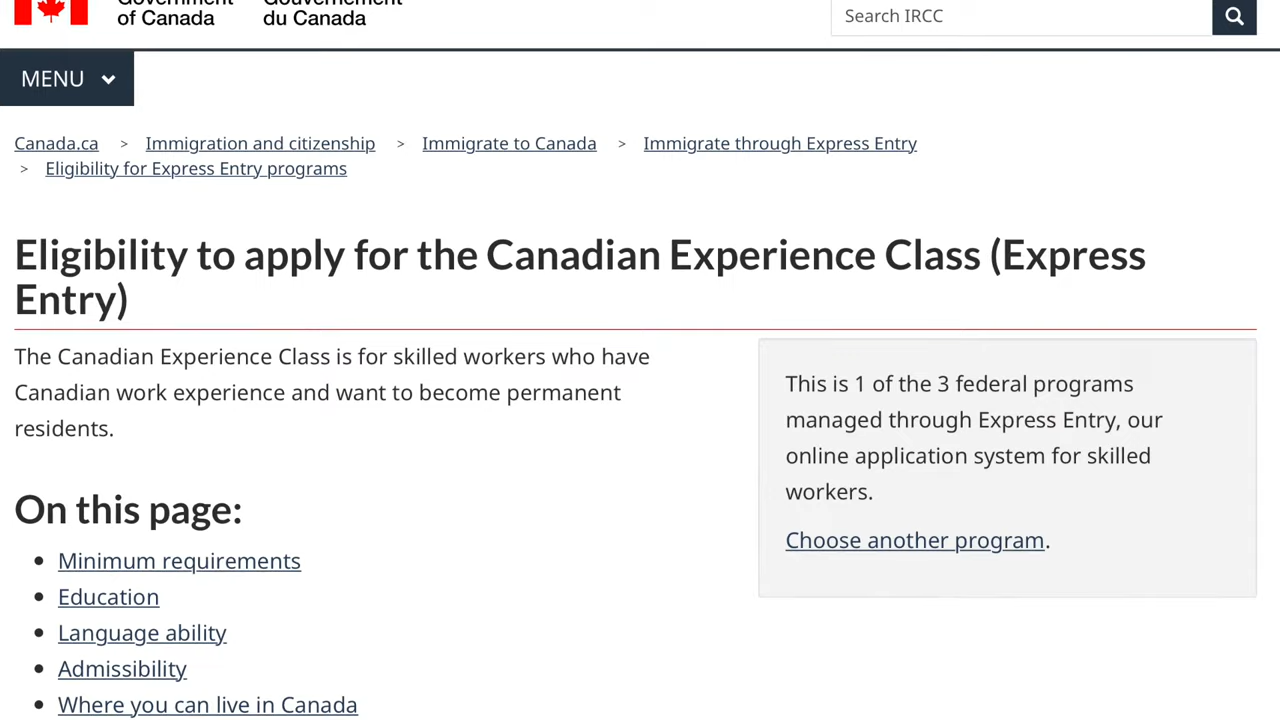 Government Gouvernement
of Canada du Canada
Search IRCC
MENU
Canada.ca > Immigration and citizenship > Immigrate to Canada > Immigrate through Express Entry
> Eligibility for Express Entry programs
Eligibility to apply for the Canadian Experience Class (Express
Entry)
The Canadian Experience Class is for skilled workers who have
Canadian work experience and want to become permanent
residents.
This is 1 of the 3 federal programs
managed through Express Entry, our
online application system for skilled
workers.
Choose another program.
On this page:
• Minimum requirements
• Education
• Language ability
• Admissibility
• Where you can live in Canada